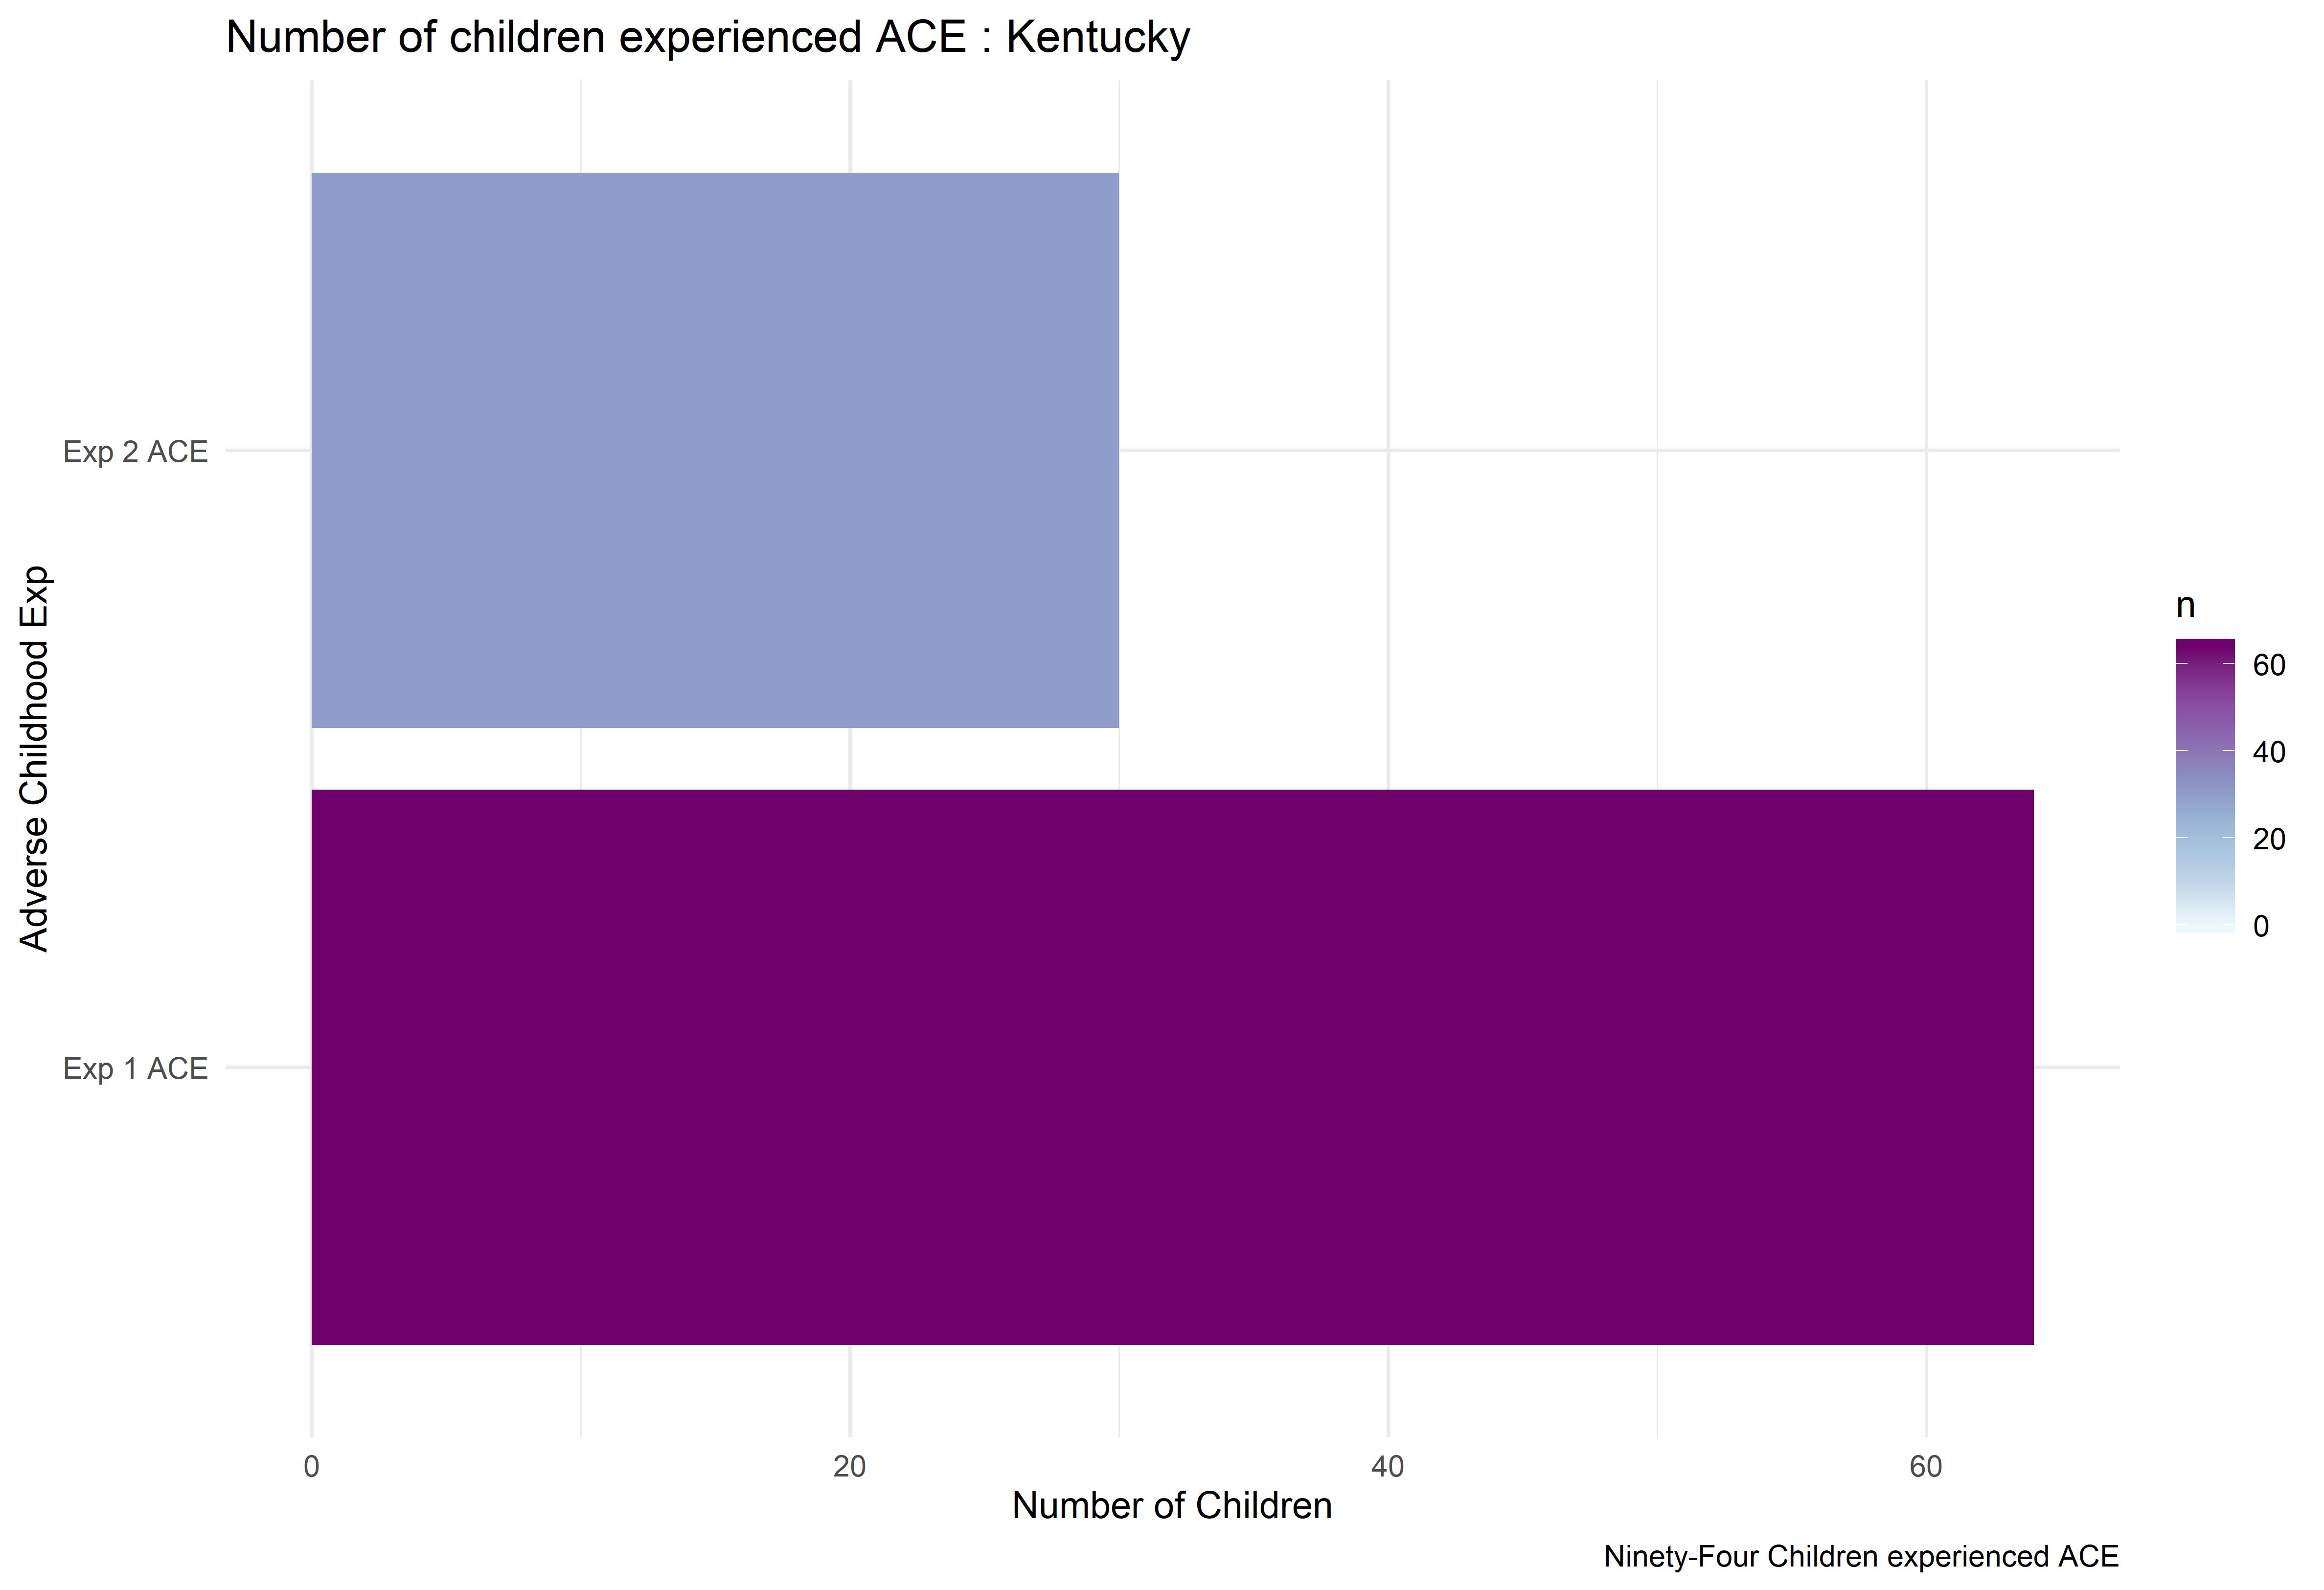 Number of children experienced ACE : Kentucky
Adverse Childhood Exp
Exp 2 ACE
Exp 1 ACE
0
20
40
60
Number of Children
n
60
40
20
0
Ninety-Four Children experienced ACE